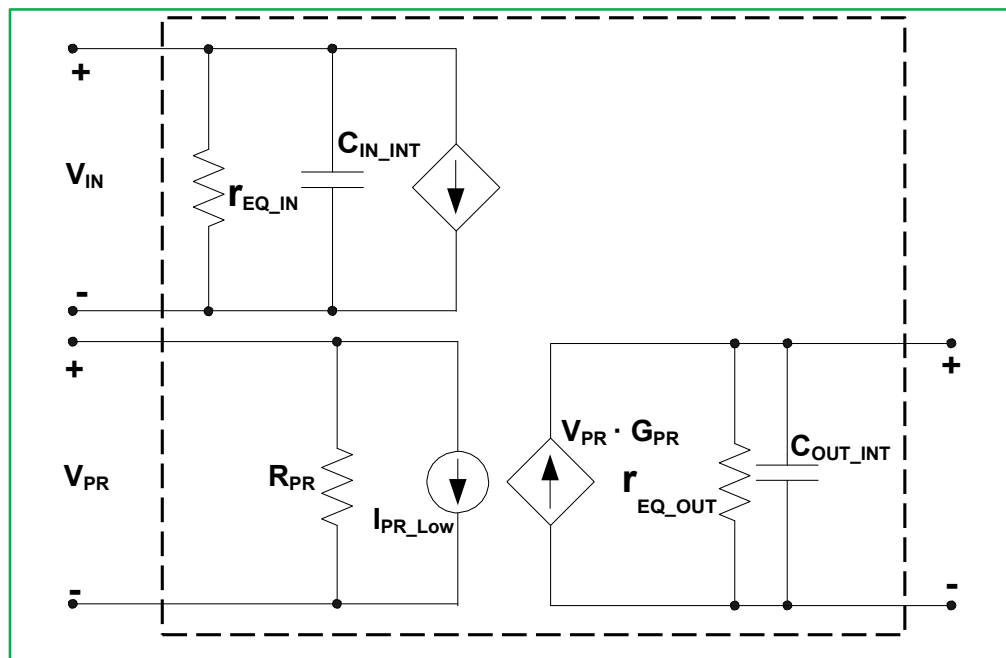 +
V_IN
r_EQ_IN
C_IN_INT
-
+
V_PR
R_PR
I_PR_Low
-
V_PR · G_PR
r_EQ_OUT
C_OUT_INT
+
-